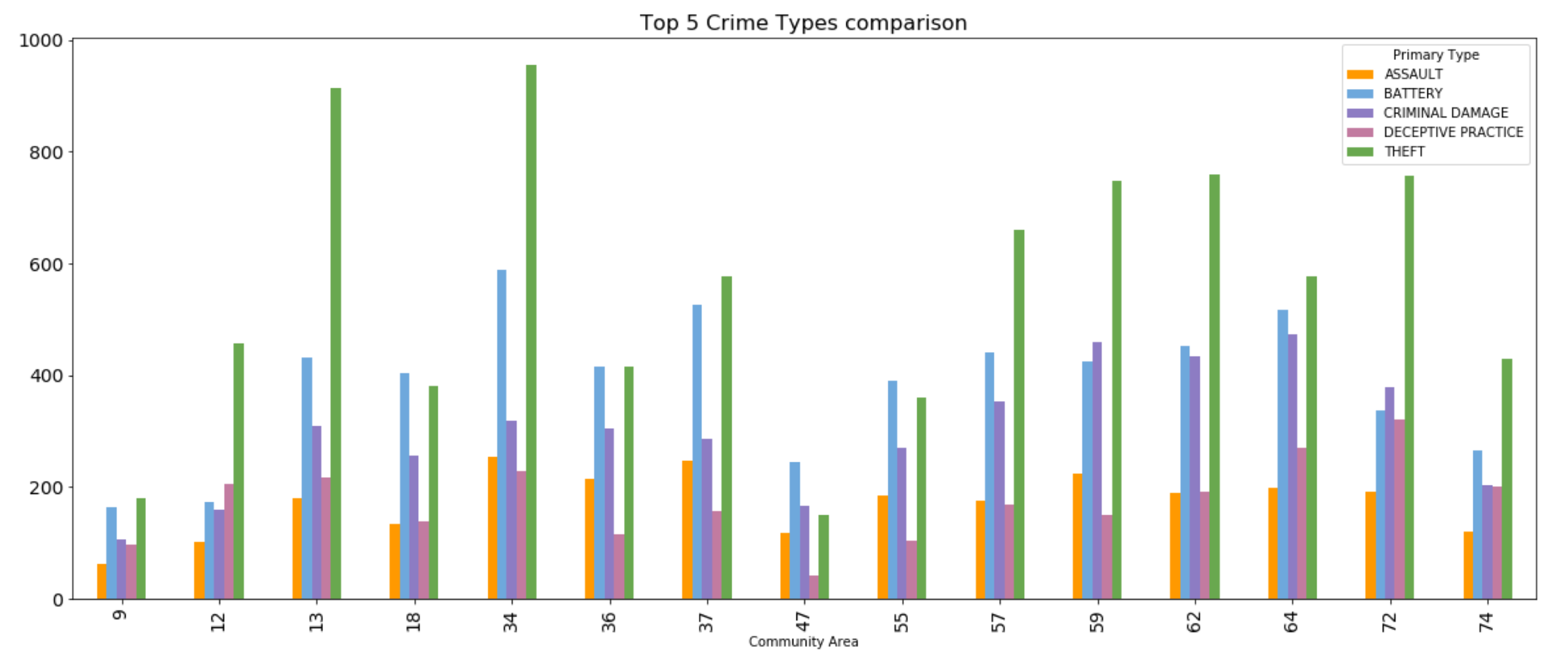 Top 5 Crime Types comparison
1000
800
600
400
200
0
Primary Type
ASSAULT
BATTERY
CRIMINAL DAMAGE
DECEPTIVE PRACTICE
THEFT
9 12 13 18 34 36 37 47 55 57 59 62 64 72 74
Community Area